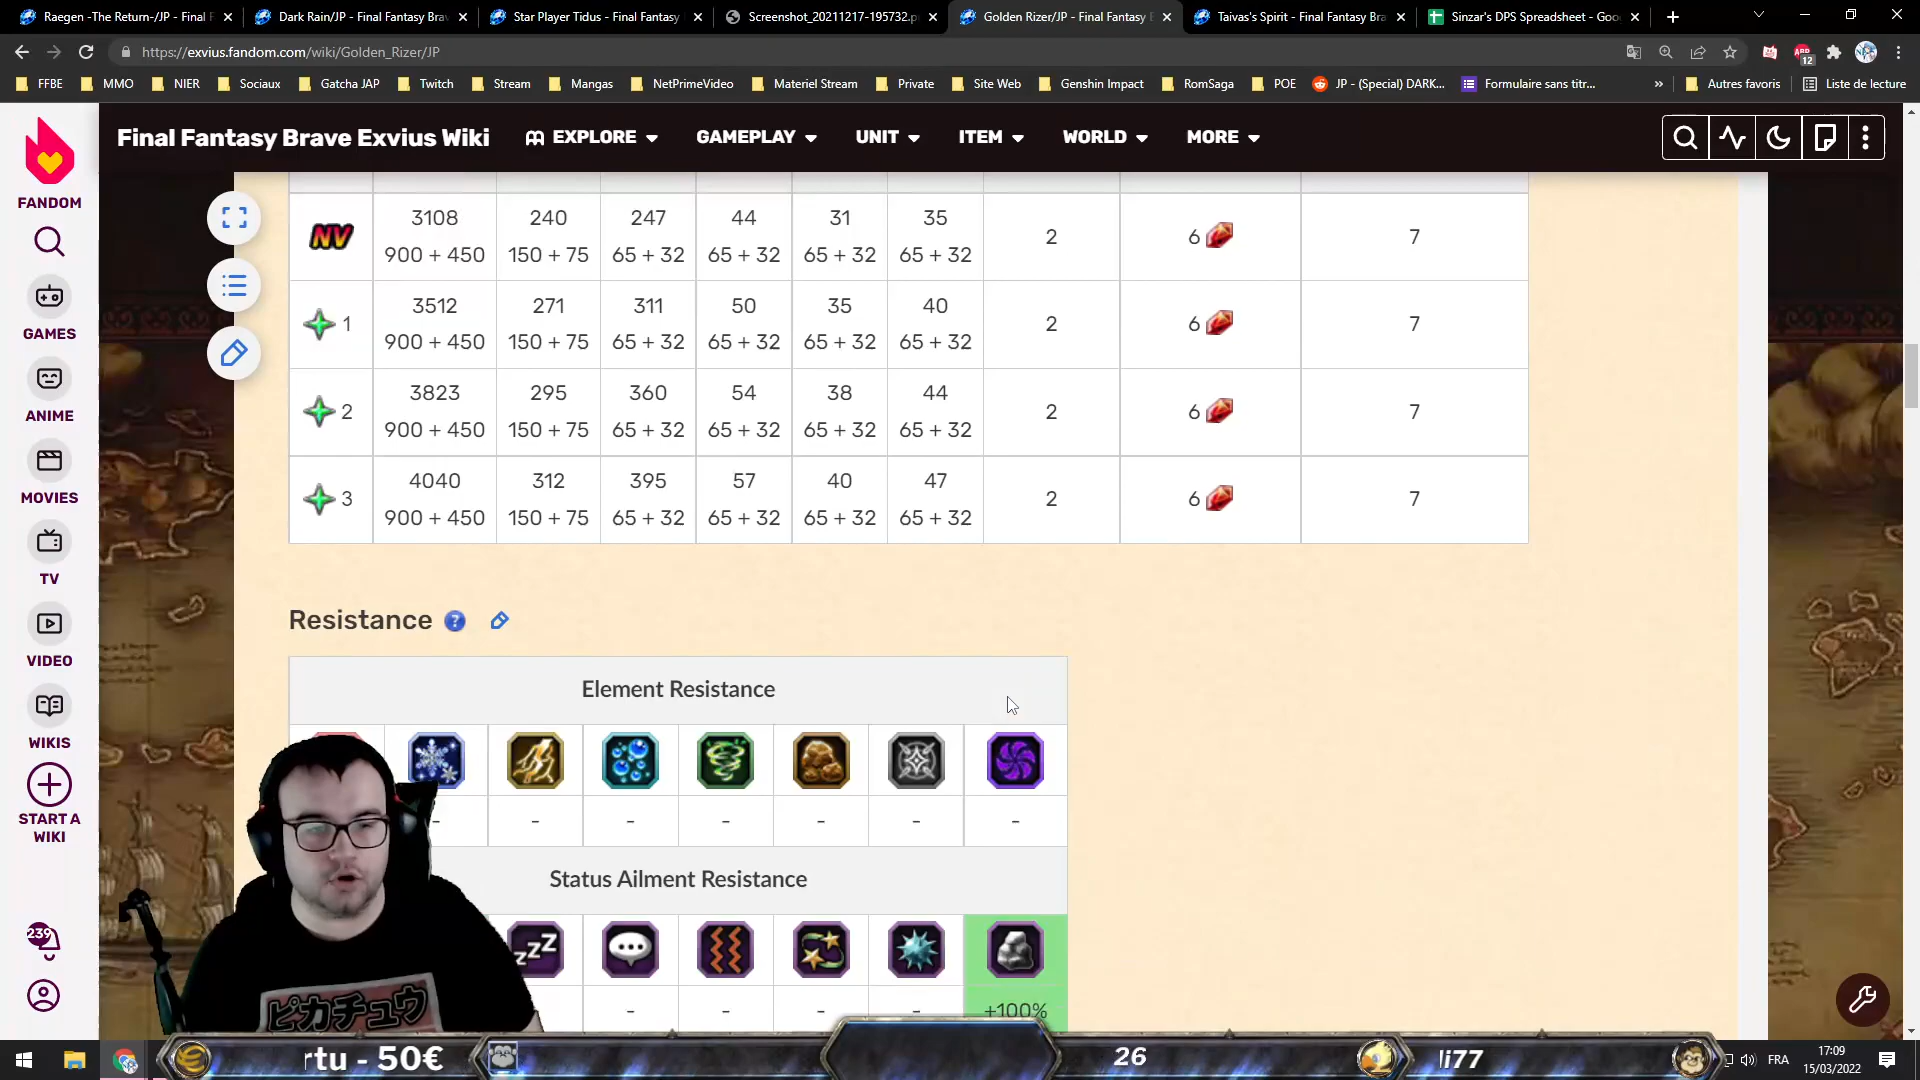 Raegen -The Return-/JP - Final F
Dark Rain/JP - Final Fantasy Brav
Star Player Tidus - Final Fantasy
Screenshot_20211217-195732.p
Golden Rizer/JP - Final Fantasy B
Taivas's Spirit - Final Fantasy Bra
Sinzar's DPS Spreadsheet - Goo
https://exvius.fandom.com/wiki/Golden_Rizer/JP
12
FFBE
MMO
NIER
Sociaux
Gatcha JAP
Twitch
Stream
Mangas
NetPrimeVideo
Materiel Stream
Private
Site Web
Genshin Impact
RomSaga
POE
JP - (Special) DARK...
Formulaire sans titr...
»
Autres favoris
Liste de lecture
Final Fantasy Brave Exvius Wiki
EXPLORE
GAMEPLAY
UNIT
ITEM
WORLD
MORE
FANDOM
GAMES
ANIME
MOVIES
TV
VIDEO
WIKIS
START A
WIKI
239
NV 3108 240 247 44 31 35 2 6 7
900 + 450 150 + 75 65 + 32 65 + 32 65 + 32 65 + 32
1 3512 271 311 50 35 40 2 6 7
900 + 450 150 + 75 65 + 32 65 + 32 65 + 32 65 + 32
2 3823 295 360 54 38 44 2 6 7
900 + 450 150 + 75 65 + 32 65 + 32 65 + 32 65 + 32
3 4040 312 395 57 40 47 2 6 7
900 + 450 150 + 75 65 + 32 65 + 32 65 + 32 65 + 32
Resistance ?
Element Resistance
- - - - - - -
Status Ailment Resistance
zZZ
- - - - +100%
ピカチュウ
rtu - 50€
26
li77
FRA
17:09
15/03/2022